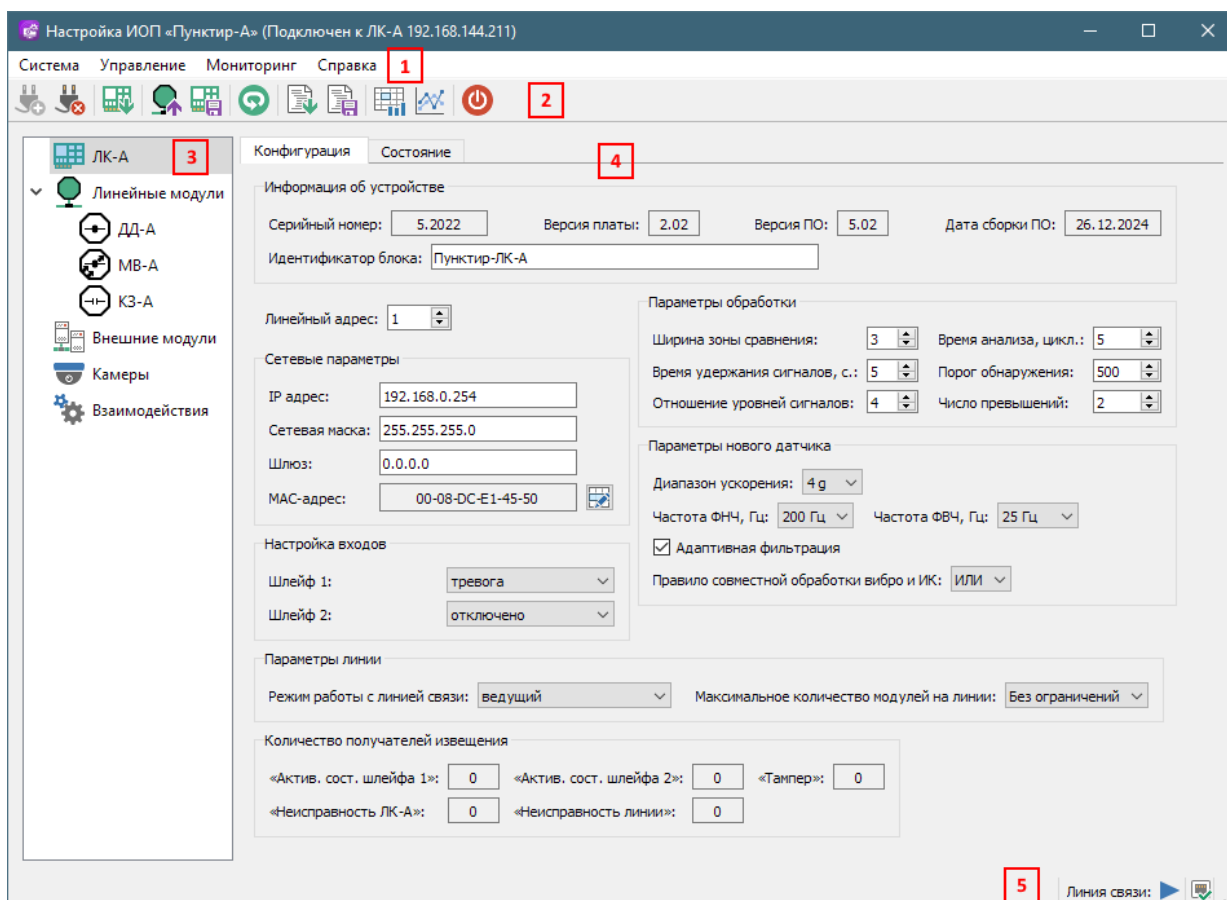 Настройка ИОП «Пунктир-А» (Подключен к ЛК-А 192.168.144.211)
Система Управление Мониторинг Справка 1
2
ЛК-А 3
Линейные модули
ДД-А
МВ-А
КЗ-А
Внешние модули
Камеры
Взаимодействия
Конфигурация Состояние 4
Информация об устройстве
Серийный номер: 5.2022 Версия платы: 2.02 Версия ПО: 5.02 Дата сборки ПО: 26.12.2024
Идентификатор блока: Пунктир-ЛК-А
Линейный адрес: 1
Сетевые параметры
IP адрес: 192.168.0.254
Сетевая маска: 255.255.255.0
Шлюз: 0.0.0.0
MAC-адрес: 00-08-DC-E1-45-50
Настройка входов
Шлейф 1: тревога
Шлейф 2: отключено
Параметры обработки
Ширина зоны сравнения: 3 Время анализа, цикл.: 5
Время удержания сигналов, с.: 5 Порог обнаружения: 500
Отношение уровней сигналов: 4 Число превышений: 2
Параметры нового датчика
Диапазон ускорения: 4 g
Частота ФНЧ, Гц: 200 Гц Частота ФВЧ, Гц: 25 Гц
Адаптивная фильтрация
Правило совместной обработки вибро и ИК: ИЛИ
Параметры линии
Режим работы с линией связи: ведущий Максимальное количество модулей на линии: Без ограничений
Количество получателей извещения
«Актив. сост. шлейфа 1»: 0 «Актив. сост. шлейфа 2»: 0 «Тампер»: 0
«Неисправность ЛК-А»: 0 «Неисправность линии»: 0
5 Линия связи: